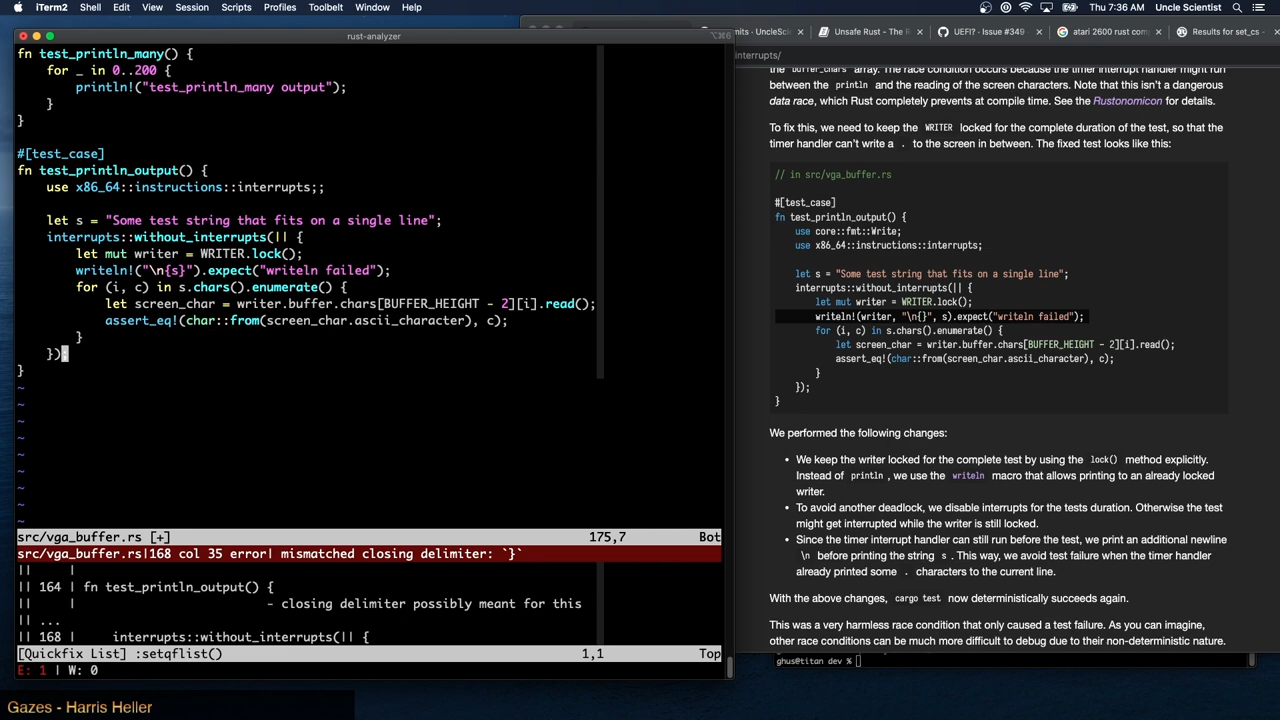 iTerm2 Shell Edit View Session Scripts Profiles Toolbelt Window Help Thu 7:36 AM Uncle Scientist
rust-analyzer ⌥⌘6
fn test_println_many() {
    for _ in 0..200 {
        println!("test_println_many output");
    }
}
#[test_case]
fn test_println_output() {
    use x86_64::instructions::interrupts;;
    let s = "Some test string that fits on a single line";
    interrupts::without_interrupts(|| {
        let mut writer = WRITER.lock();
        writeln!("\n{s}").expect("writeln failed");
        for (i, c) in s.chars().enumerate() {
            let screen_char = writer.buffer.chars[BUFFER_HEIGHT - 2][i].read();
            assert_eq!(char::from(screen_char.ascii_character), c);
        }
    });
}
~
~
~
~
~
~
~
~
~
src/vga_buffer.rs [+] 175,7 Bot
src/vga_buffer.rs|168 col 35 error| mismatched closing delimiter: `}`
|| |
|| 164 | fn test_println_output() {
|| | - closing delimiter possibly meant for this
|| ...
|| 168 | interrupts::without_interrupts(|| {
[Quickfix List] :setqflist() 1,1 Top
E: 1 | W: 0
Gazes - Harris Heller
mits · UncleSci Unsafe Rust - The R UEFI? · Issue #349 atari 2600 rust com Results for set_cs -
interrupts/
the buffer_chars array. The race condition occurs because the timer interrupt handler might run
between the println and the reading of the screen characters. Note that this isn't a dangerous
data race, which Rust completely prevents at compile time. See the Rustonomicon for details.
To fix this, we need to keep the WRITER locked for the complete duration of the test, so that the
timer handler can't write a . to the screen in between. The fixed test looks like this:
// in src/vga_buffer.rs
#[test_case]
fn test_println_output() {
    use core::fmt::Write;
    use x86_64::instructions::interrupts;
    let s = "Some test string that fits on a single line";
    interrupts::without_interrupts(|| {
        let mut writer = WRITER.lock();
        writeln!(writer, "\n{}", s).expect("writeln failed");
        for (i, c) in s.chars().enumerate() {
            let screen_char = writer.buffer.chars[BUFFER_HEIGHT - 2][i].read();
            assert_eq!(char::from(screen_char.ascii_character), c);
        }
    });
}
We performed the following changes:
• We keep the writer locked for the complete test by using the lock() method explicitly.
Instead of println, we use the writeln macro that allows printing to an already locked
writer.
• To avoid another deadlock, we disable interrupts for the tests duration. Otherwise the test
might get interrupted while the writer is still locked.
• Since the timer interrupt handler can still run before the test, we print an additional newline
\n before printing the string s. This way, we avoid test failure when the timer handler
already printed some . characters to the current line.
With the above changes, cargo test now deterministically succeeds again.
This was a very harmless race condition that only caused a test failure. As you can imagine,
other race conditions can be much more difficult to debug due to their non-deterministic nature.
ghus@titan dev %